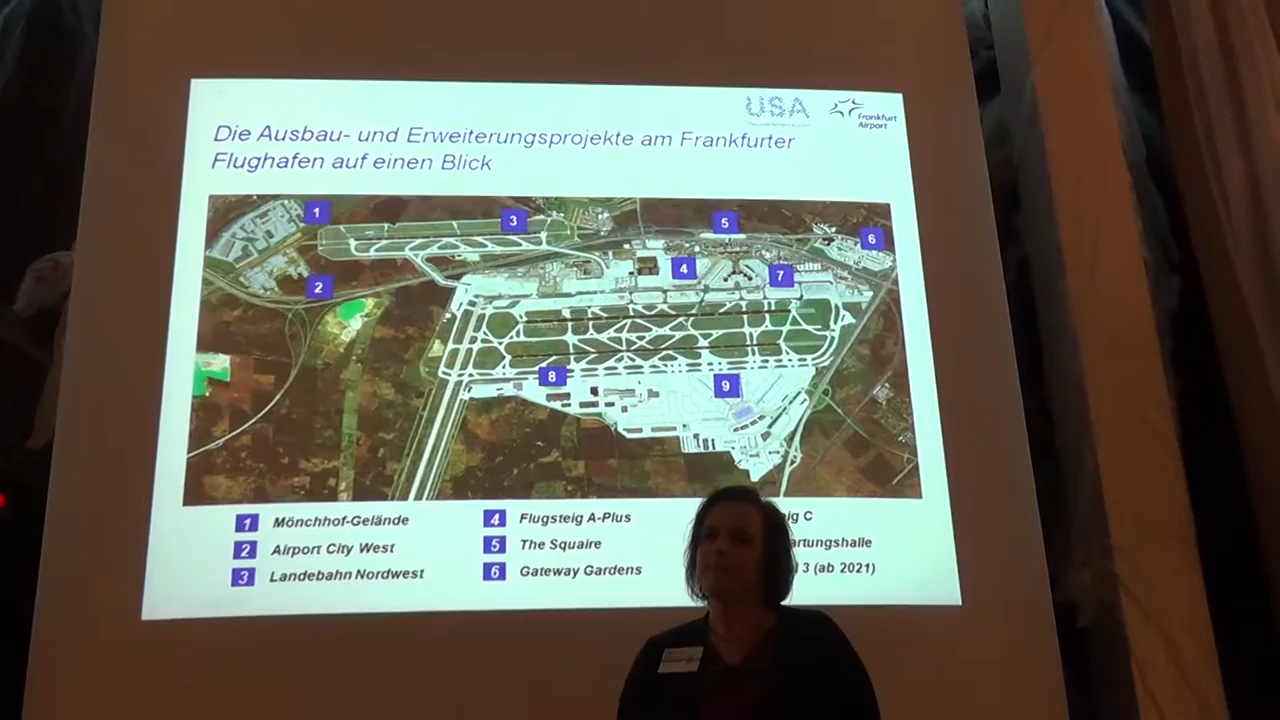 USA
Frankfurt
Airport
Die Ausbau- und Erweiterungsprojekte am Frankfurter
Flughafen auf einen Blick
1
2
3
4
5
6
7
8
9
1 Mönchhof-Gelände
2 Airport City West
3 Landebahn Nordwest
4 Flugsteig A-Plus
5 The Squaire
6 Gateway Gardens
eig C
artungshalle
3 (ab 2021)